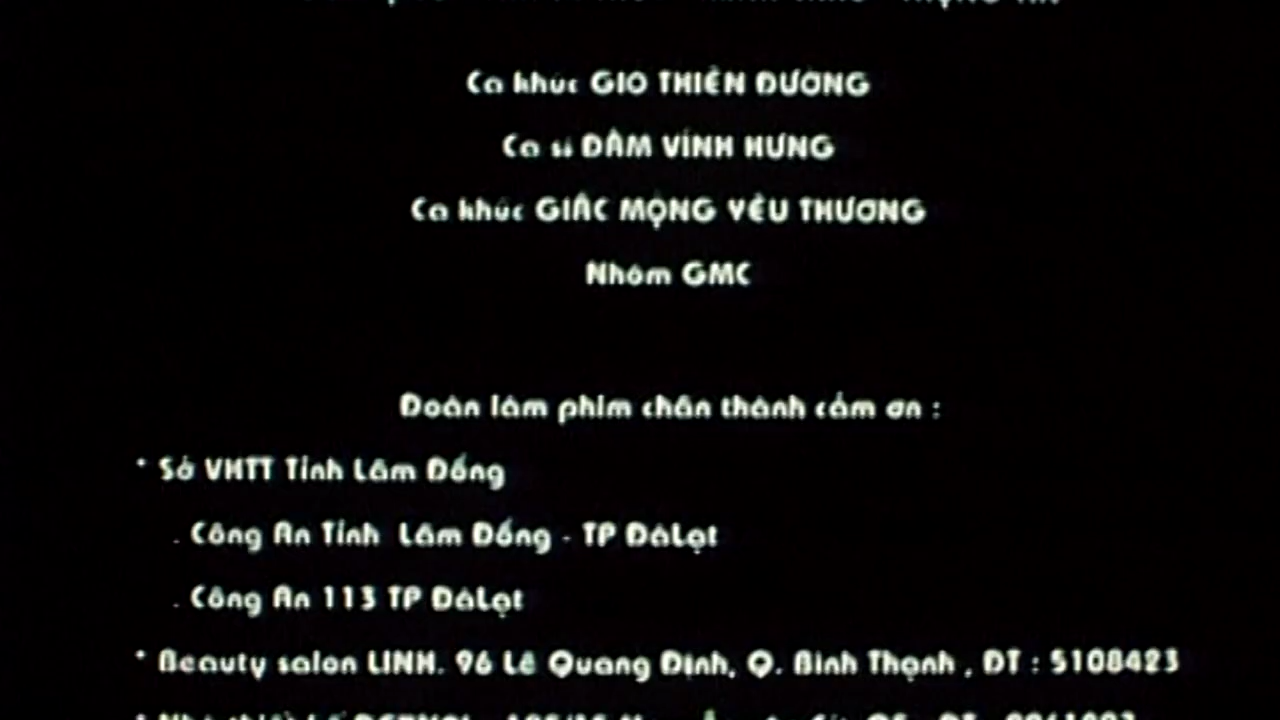 Ca khúc GIÓ THIÊN ĐƯỜNG
Ca sĩ ĐÀM VĨNH HƯNG
Ca khúc GIẤC MỘNG YÊU THƯƠNG
Nhóm GMC
Đoàn làm phim chân thành cảm ơn :
* Sở VHTT Tỉnh Lâm Đồng
. Công An Tỉnh Lâm Đồng - TP ĐàLạt
. Công An 113 TP ĐàLạt
* Beauty salon LINH. 96 Lê Quang Định, Q. Bình Thạnh , ĐT : 5108423